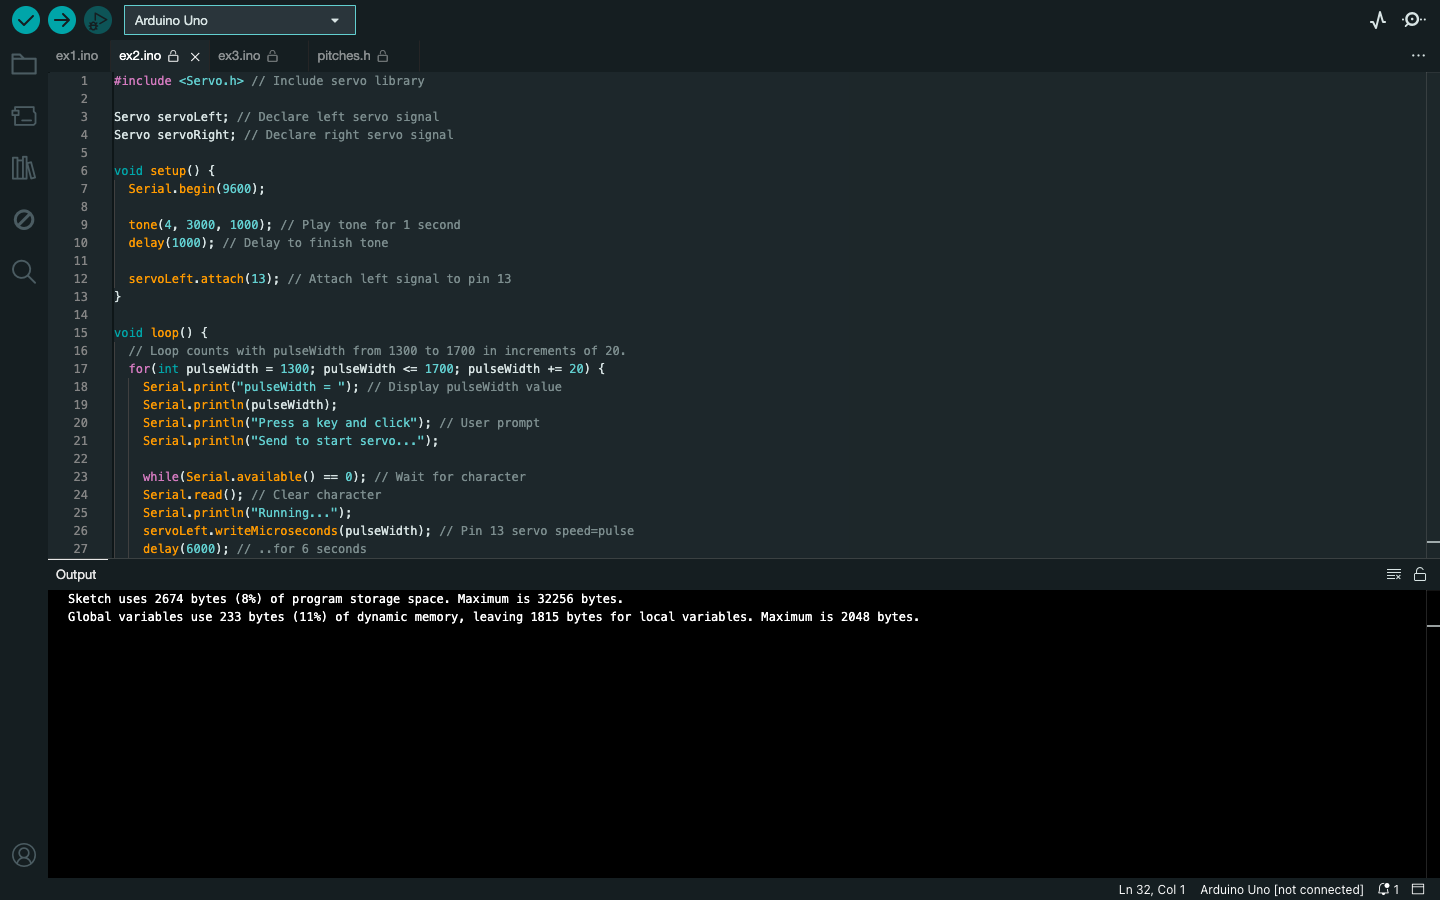 Arduino Uno
ex1.ino ex2.ino ex3.ino pitches.h
1 #include <Servo.h> // Include servo library
2
3 Servo servoLeft; // Declare left servo signal
4 Servo servoRight; // Declare right servo signal
5
6 void setup() {
7 Serial.begin(9600);
8
9 tone(4, 3000, 1000); // Play tone for 1 second
10 delay(1000); // Delay to finish tone
11
12 servoLeft.attach(13); // Attach left signal to pin 13
13 }
14
15 void loop() {
16 // Loop counts with pulseWidth from 1300 to 1700 in increments of 20.
17 for(int pulseWidth = 1300; pulseWidth <= 1700; pulseWidth += 20) {
18 Serial.print("pulseWidth = "); // Display pulseWidth value
19 Serial.println(pulseWidth);
20 Serial.println("Press a key and click"); // User prompt
21 Serial.println("Send to start servo...");
22
23 while(Serial.available() == 0); // Wait for character
24 Serial.read(); // Clear character
25 Serial.println("Running...");
26 servoLeft.writeMicroseconds(pulseWidth); // Pin 13 servo speed=pulse
27 delay(6000); // ..for 6 seconds
Output
Sketch uses 2674 bytes (8%) of program storage space. Maximum is 32256 bytes.
Global variables use 233 bytes (11%) of dynamic memory, leaving 1815 bytes for local variables. Maximum is 2048 bytes.
Ln 32, Col 1 Arduino Uno [not connected] 1